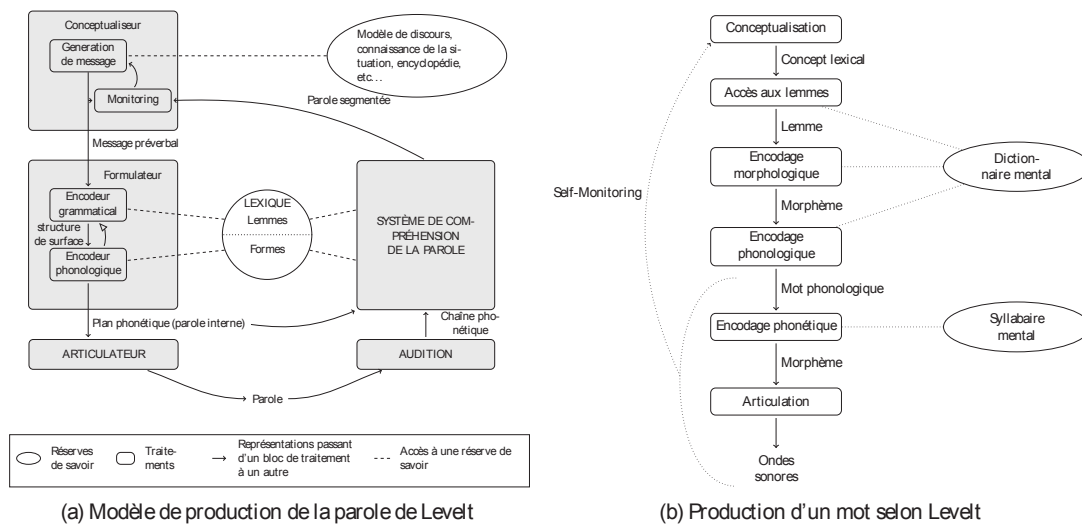 Conceptualiseur
Generation
de message
Monitoring
Modèle de discours,
connaissance de la si-
tuation, encyclopédie,
etc...
Parole segmentée
Message préverbal
Formulateur
Encodeur
grammatical
structure
de surface
Encodeur
phonologique
LEXIQUE
Lemmes
Formes
SYSTÈME DE COM-
PRÉHENSION
DE LA PAROLE
Plan phonétique (parole interne)
Chaîne pho-
nétique
ARTICULATEUR
AUDITION
Parole
Réserves
de savoir
Traite-
ments
Représentations passant
d'un bloc de traitement
à un autre
Accès à une réserve de
savoir
(a) Modèle de production de la parole de Levelt
Conceptualisation
Concept lexical
Accès aux lemmes
Lemme
Encodage
morphologique
Diction-
naire mental
Self-Monitoring
Morphème
Encodage
phonologique
Mot phonologique
Encodage phonétique
Syllabaire
mental
Morphème
Articulation
Ondes
sonores
(b) Production d'un mot selon Levelt